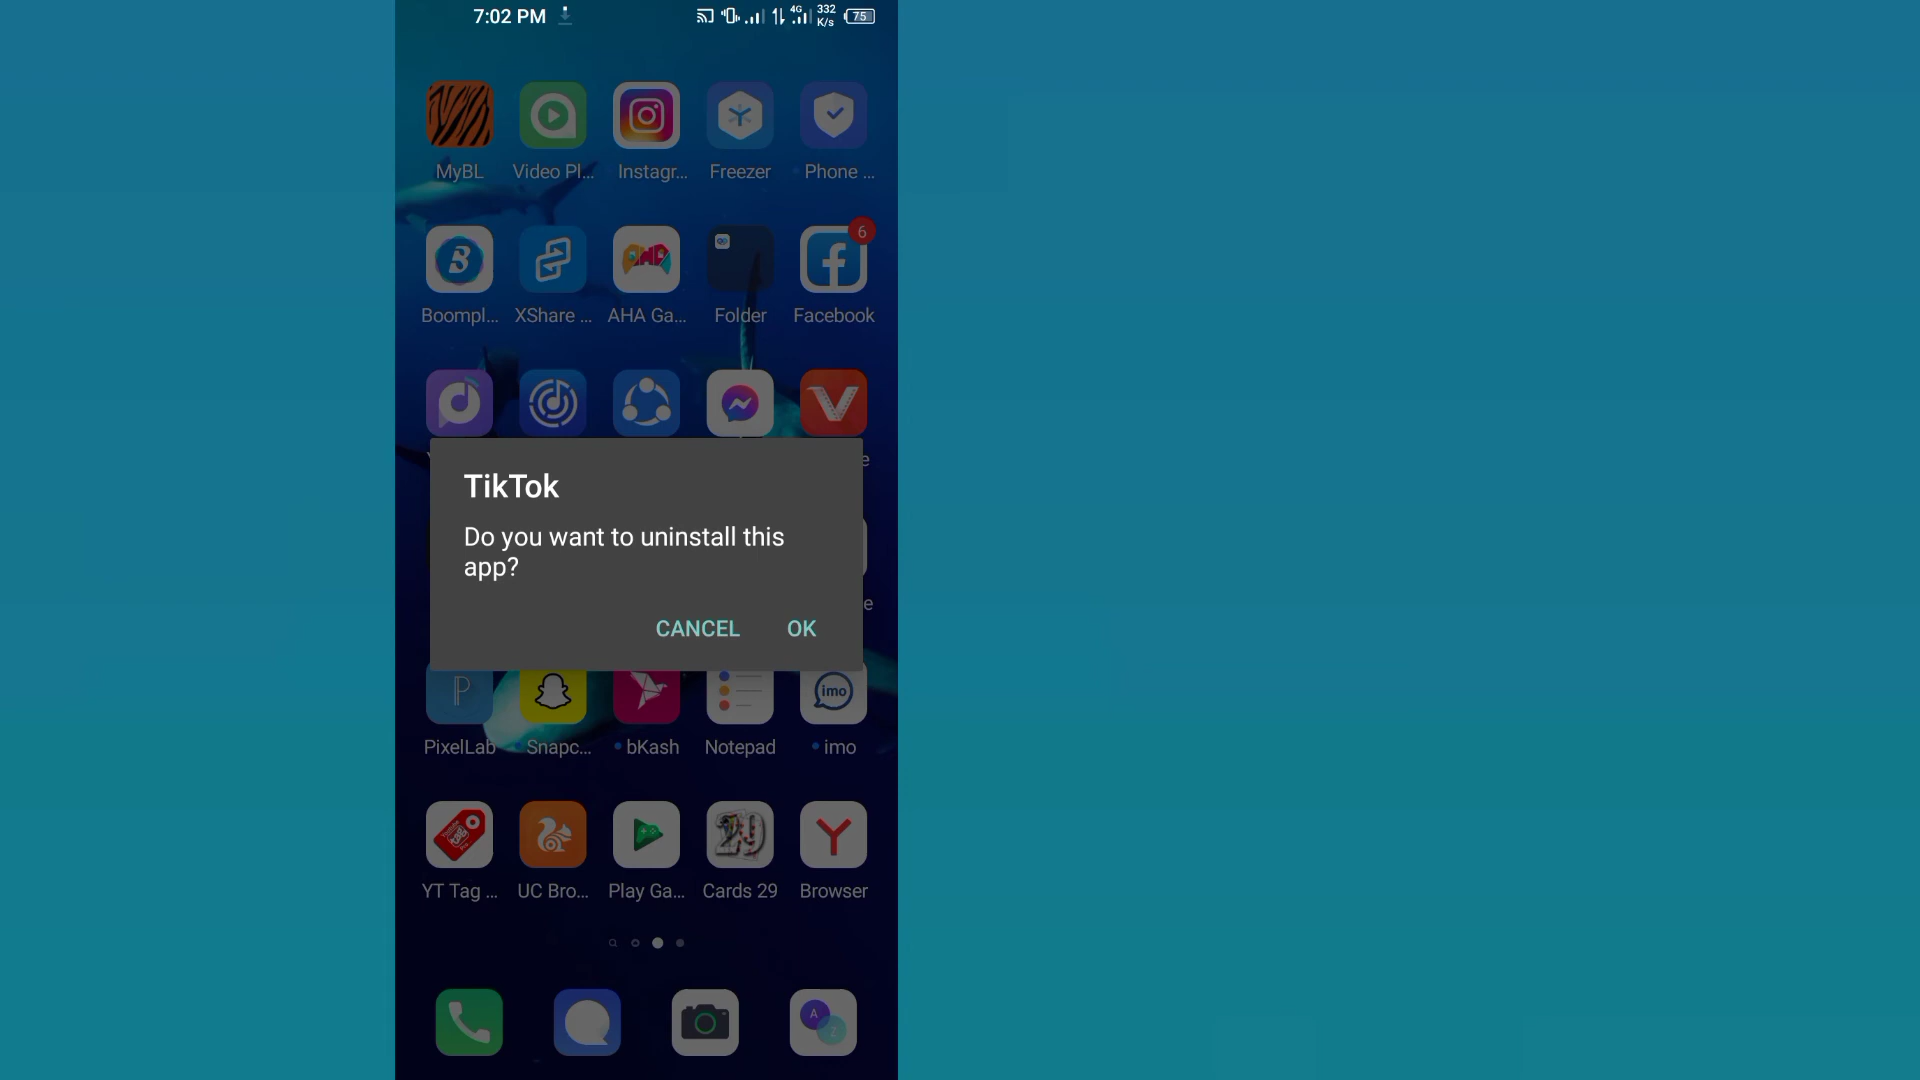 7:02 PM 4G 332 K/s 75
MyBL Video Pl... Instagr... Freezer Phone ...
6
Boompl... XShare ... AHA Ga... Folder Facebook
TikTok
Do you want to uninstall this
app?
CANCEL OK
imo
PixelLab Snapc... bKash Notepad imo
29
YT Tag ... UC Bro... Play Ga... Cards 29 Browser
A
Z